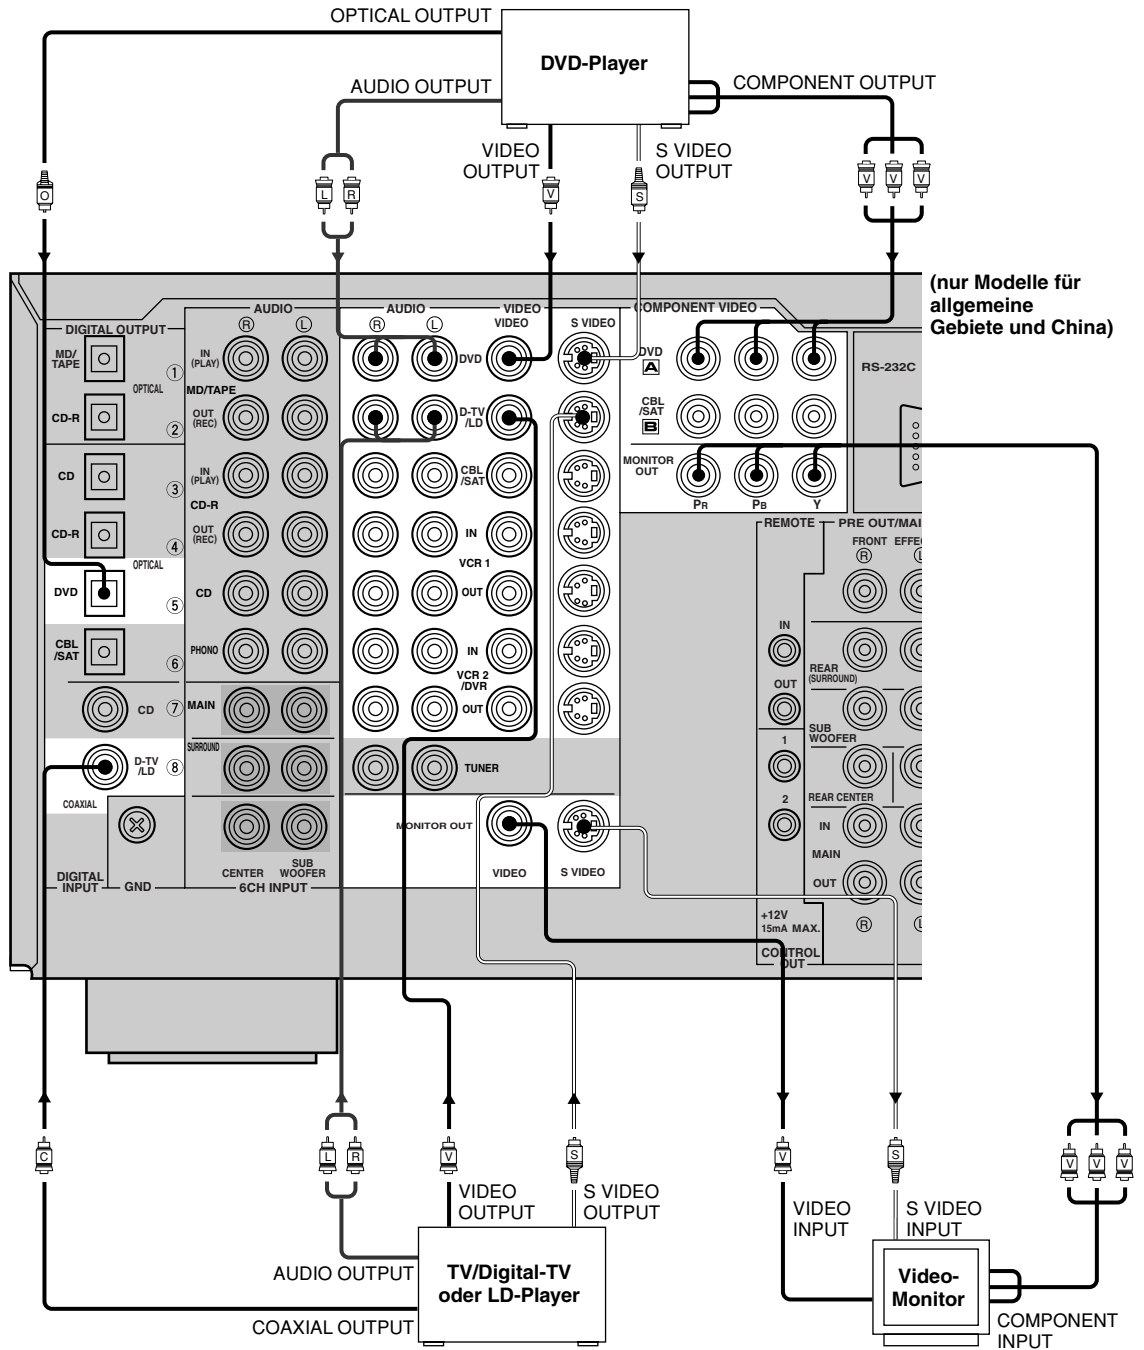 OPTICAL OUTPUT
DVD-Player
AUDIO OUTPUT
COMPONENT OUTPUT
VIDEO
OUTPUT
S VIDEO
OUTPUT
O
L
R
V
S
V
V
V
(nur Modelle für
allgemeine
Gebiete und China)
DIGITAL OUTPUT
AUDIO
AUDIO
VIDEO
COMPONENT VIDEO
R
L
R
L
VIDEO
S VIDEO
MD/
TAPE
1
OPTICAL
CD-R
2
CD
3
CD-R
4
OPTICAL
DVD
5
CBL
/SAT
6
CD
7
D-TV
/LD
8
COAXIAL
DIGITAL
INPUT
GND
IN
(PLAY)
MD/TAPE
OUT
(REC)
IN
(PLAY)
CD-R
OUT
(REC)
CD
PHONO
MAIN
SURROUND
CENTER
SUB
WOOFER
6CH INPUT
DVD
D-TV
/LD
CBL
/SAT
IN
VCR 1
OUT
IN
VCR 2
/DVR
OUT
TUNER
MONITOR OUT
VIDEO
S VIDEO
DVD
A
CBL
/SAT
B
MONITOR
OUT
PR
PB
Y
RS-232C
REMOTE
PRE OUT/MAI
FRONT
EFFE
R
L
IN
OUT
1
2
REAR
(SURROUND)
SUB
WOOFER
REAR CENTER
IN
MAIN
OUT
R
L
+12V
15mA MAX.
CONTROL
OUT
C
L
R
V
S
V
S
V
V
V
VIDEO
OUTPUT
S VIDEO
OUTPUT
VIDEO
INPUT
S VIDEO
INPUT
AUDIO OUTPUT
TV/Digital-TV
oder LD-Player
COAXIAL OUTPUT
Video-
Monitor
COMPONENT
INPUT